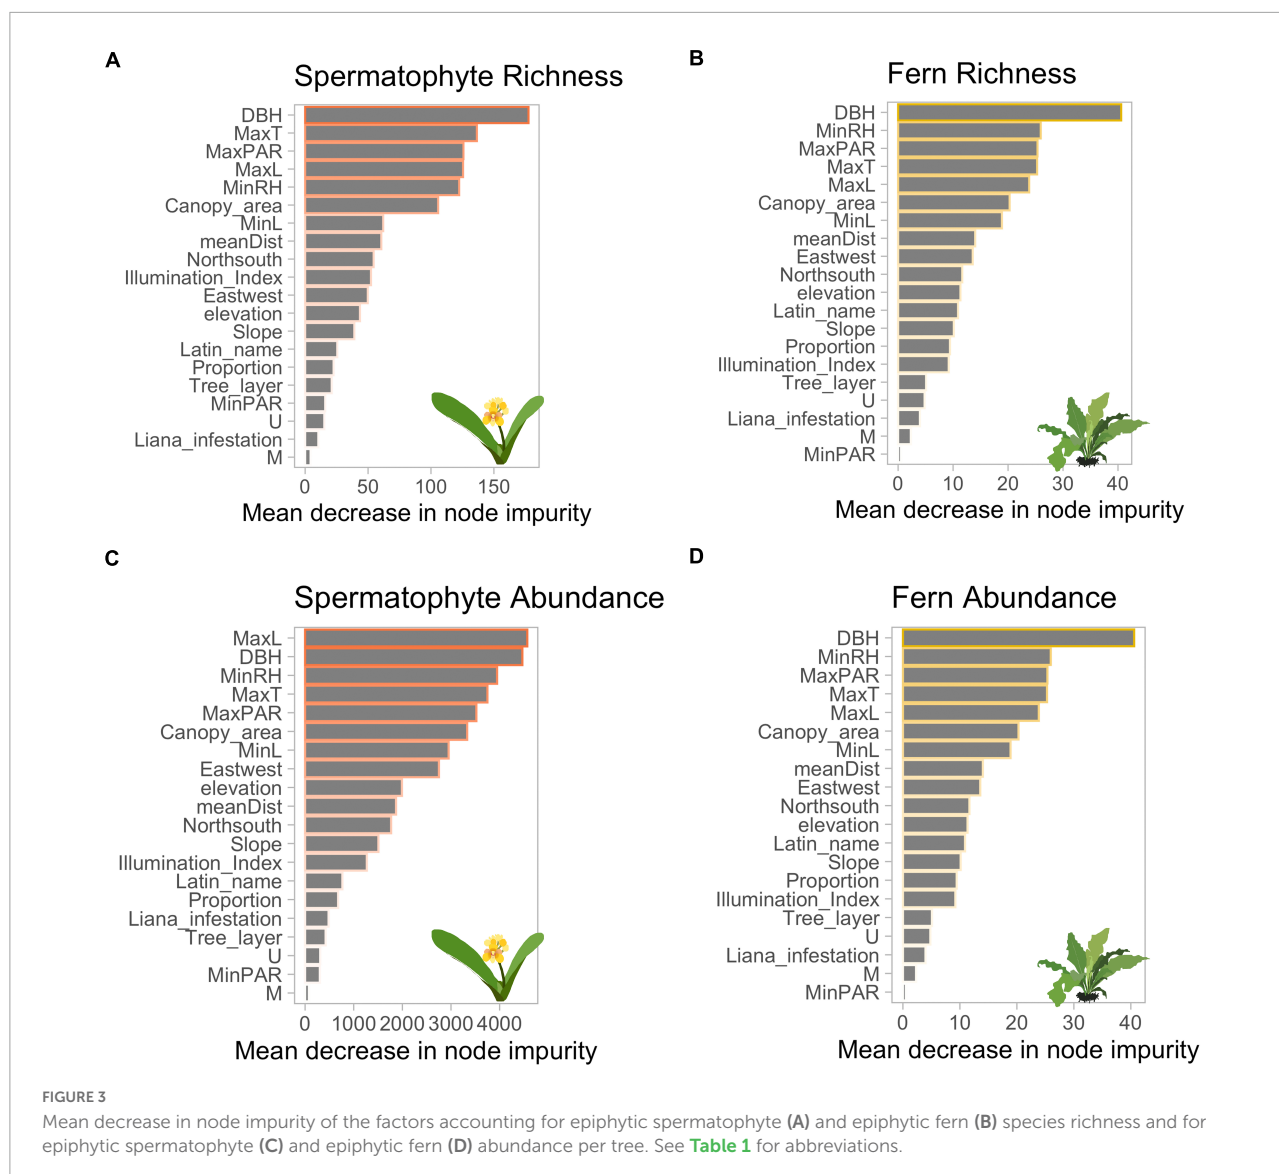 A
Spermatophyte Richness
DBH
MaxT
MaxPAR
MaxL
MinRH
Canopy_area
MinL
meanDist
Northsouth
Illumination_Index
Eastwest
elevation
Slope
Latin_name
Proportion
Tree_layer
MinPAR
U
Liana_infestation
M
0 50 100 150
Mean decrease in node impurity
B
Fern Richness
DBH
MinRH
MaxPAR
MaxT
MaxL
Canopy_area
MinL
meanDist
Eastwest
Northsouth
elevation
Latin_name
Slope
Proportion
Illumination_Index
Tree_layer
U
Liana_infestation
M
MinPAR
0 10 20 30 40
Mean decrease in node impurity
C
Spermatophyte Abundance
MaxL
DBH
MinRH
MaxT
MaxPAR
Canopy_area
MinL
Eastwest
elevation
meanDist
Northsouth
Slope
Illumination_Index
Latin_name
Proportion
Liana_infestation
Tree_layer
U
MinPAR
M
0 1000 2000 3000 4000
Mean decrease in node impurity
D
Fern Abundance
DBH
MinRH
MaxPAR
MaxT
MaxL
Canopy_area
MinL
meanDist
Eastwest
Northsouth
elevation
Latin_name
Slope
Proportion
Illumination_Index
Tree_layer
U
Liana_infestation
M
MinPAR
0 10 20 30 40
Mean decrease in node impurity
FIGURE 3
Mean decrease in node impurity of the factors accounting for epiphytic spermatophyte (A) and epiphytic fern (B) species richness and for
epiphytic spermatophyte (C) and epiphytic fern (D) abundance per tree. See Table 1 for abbreviations.